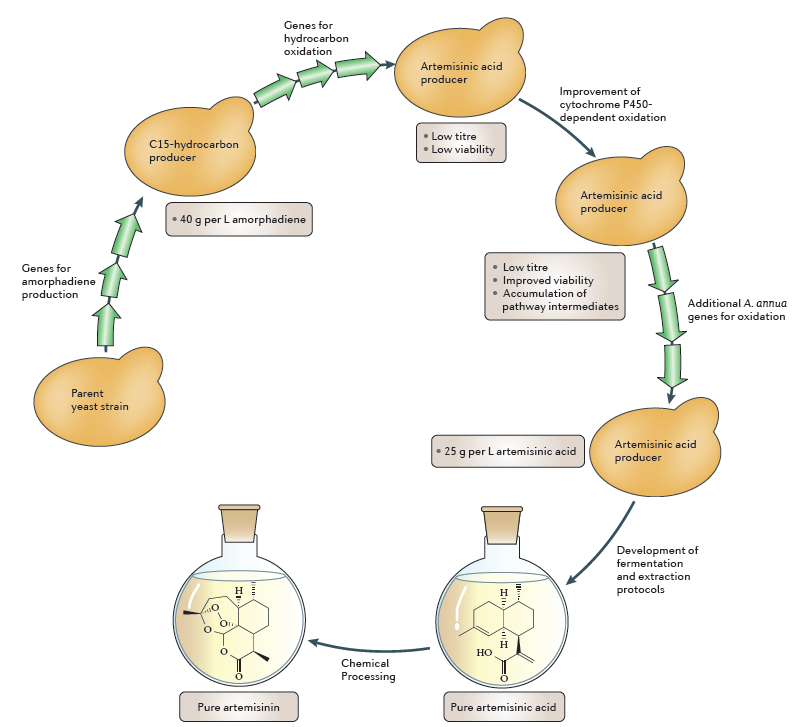 Genes for
hydrocarbon
oxidation
Artemisinic acid
producer
Improvement of
cytochrome P450-
dependent oxidation
• Low titre
• Low viability
C15-hydrocarbon
producer
• 40 g per L amorphadiene
Artemisinic acid
producer
Genes for
amorphadiene
production
• Low titre
• Improved viability
• Accumulation of
pathway intermediates
Additional A. annua
genes for oxidation
Parent
yeast strain
• 25 g per L artemisinic acid
Artemisinic acid
producer
Development of
fermentation
and extraction
protocols
H
O
O
O
O
O
H
H
HO
O
Chemical
Processing
Pure artemisinin
Pure artemisinic acid